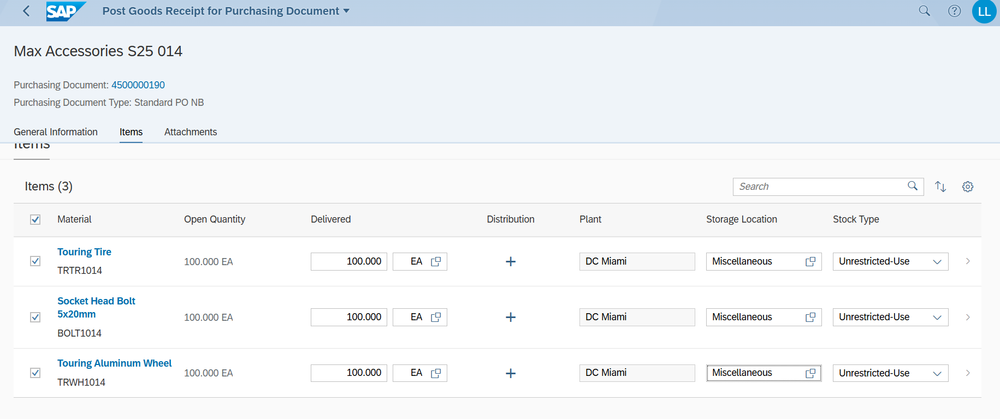 SAP Post Goods Receipt for Purchasing Document LL
Max Accessories S25 014
Purchasing Document: 4500000190
Purchasing Document Type: Standard PO NB
General Information Items Attachments
Items
Items (3) Search
Material Open Quantity Delivered Distribution Plant Storage Location Stock Type
Touring Tire
TRTR1014
100.000 EA 100.000 EA DC Miami Miscellaneous Unrestricted-Use
Socket Head Bolt
5x20mm
BOLT1014
100.000 EA 100.000 EA DC Miami Miscellaneous Unrestricted-Use
Touring Aluminum Wheel
TRWH1014
100.000 EA 100.000 EA DC Miami Miscellaneous Unrestricted-Use